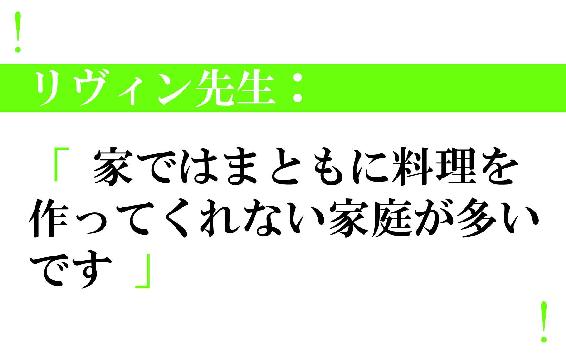 !
リヴィン先生：
「 家ではまともに料理を
作ってくれない家庭が多い
です 」
!